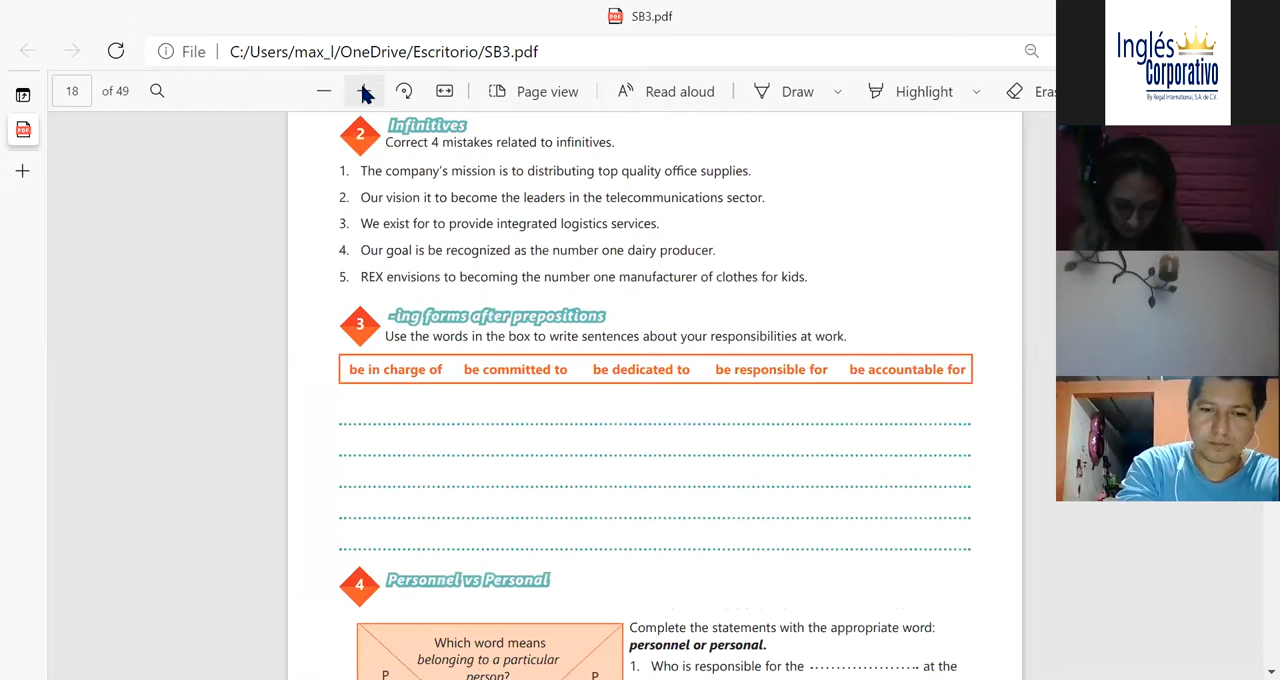 SB3.pdf
File C:/Users/max_l/OneDrive/Escritorio/SB3.pdf
18 of 49 Page view Read aloud Draw Highlight Eras
Inglés
Corporativo
By Regal International, S.A. de C.V.
2 Infinitives
Correct 4 mistakes related to infinitives.
1. The company's mission is to distributing top quality office supplies.
2. Our vision it to become the leaders in the telecommunications sector.
3. We exist for to provide integrated logistics services.
4. Our goal is be recognized as the number one dairy producer.
5. REX envisions to becoming the number one manufacturer of clothes for kids.
3 -ing forms after prepositions
Use the words in the box to write sentences about your responsibilities at work.
be in charge of be committed to be dedicated to be responsible for be accountable for
4 Personnel vs Personal
Which word means
belonging to a particular
person?
P P
Complete the statements with the appropriate word:
personnel or personal.
1. Who is responsible for the .................... at the